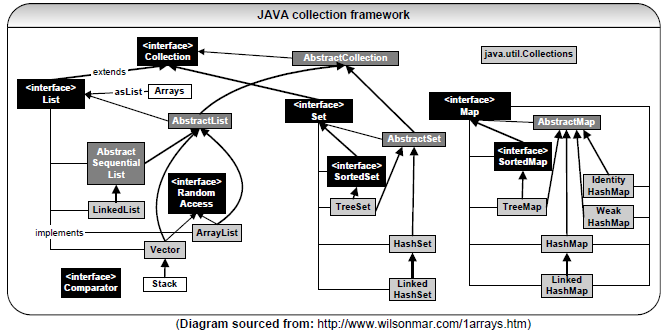 JAVA collection framework
<interface>
Collection
AbstractCollection
java.util.Collections
extends
<interface>
List
asList
Arrays
<interface>
Set
<interface>
Map
AbstractList
AbstractSet
AbstractMap
Abstract
Sequential
List
<interface>
SortedSet
<interface>
SortedMap
<interface>
Random
Access
Identity
HashMap
LinkedList
TreeSet
TreeMap
Weak
HashMap
implements
ArrayList
Vector
HashSet
HashMap
<interface>
Comparator
Stack
Linked
HashSet
Linked
HashMap
(Diagram sourced from: http://www.wilsonmar.com/1arrays.htm)